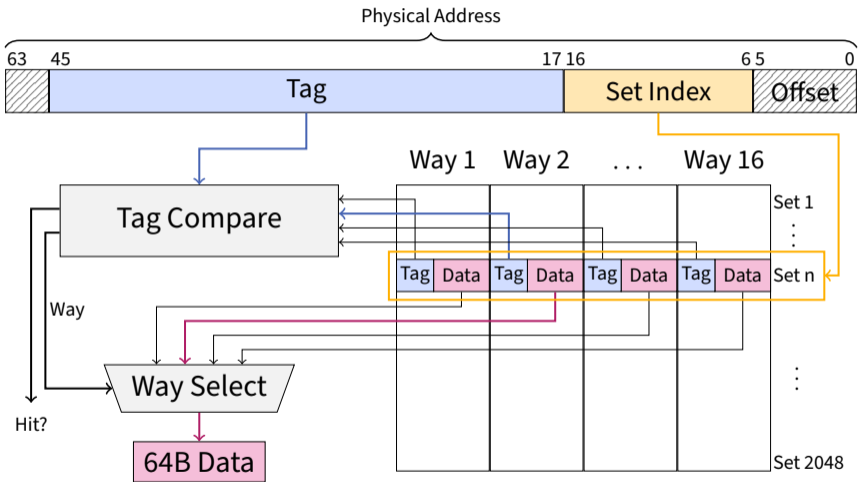 Physical Address
63 45 17 16 6 5 0
Tag Set Index Offset
Way 1 Way 2 ... Way 16
Tag Compare
Set 1
⋮
Tag Data Tag Data Tag Data Tag Data Set n
Way
Way Select
⋮
Hit?
64B Data
Set 2048